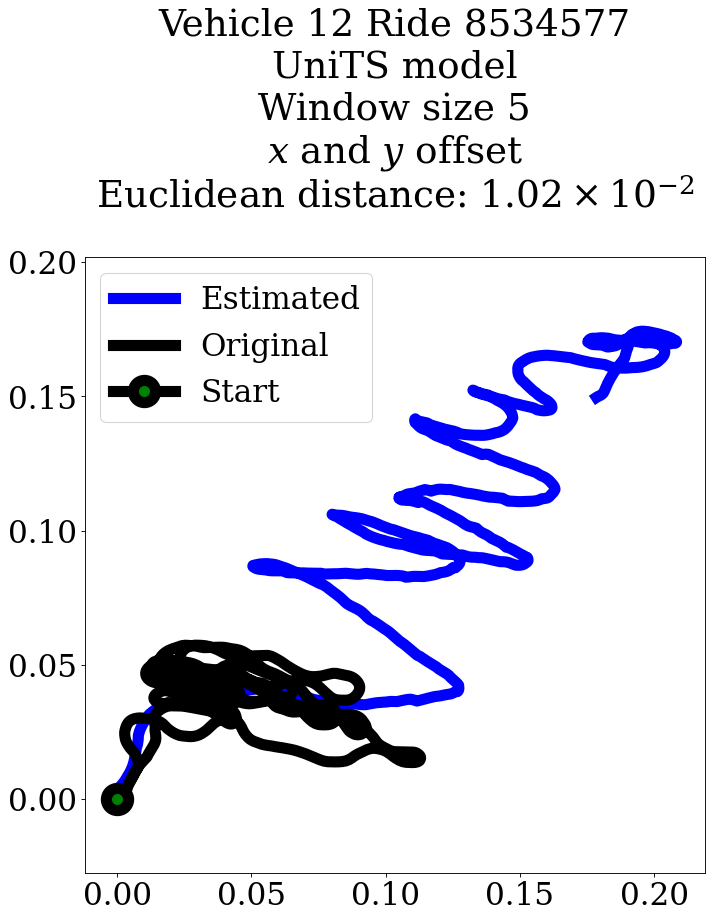 Vehicle 12 Ride 8534577
UniTS model
Window size 5
x and y offset
Euclidean distance: 1.02 × 10⁻²
0.20
Estimated
Original
Start
0.15
0.10
0.05
0.00
0.00 0.05 0.10 0.15 0.20